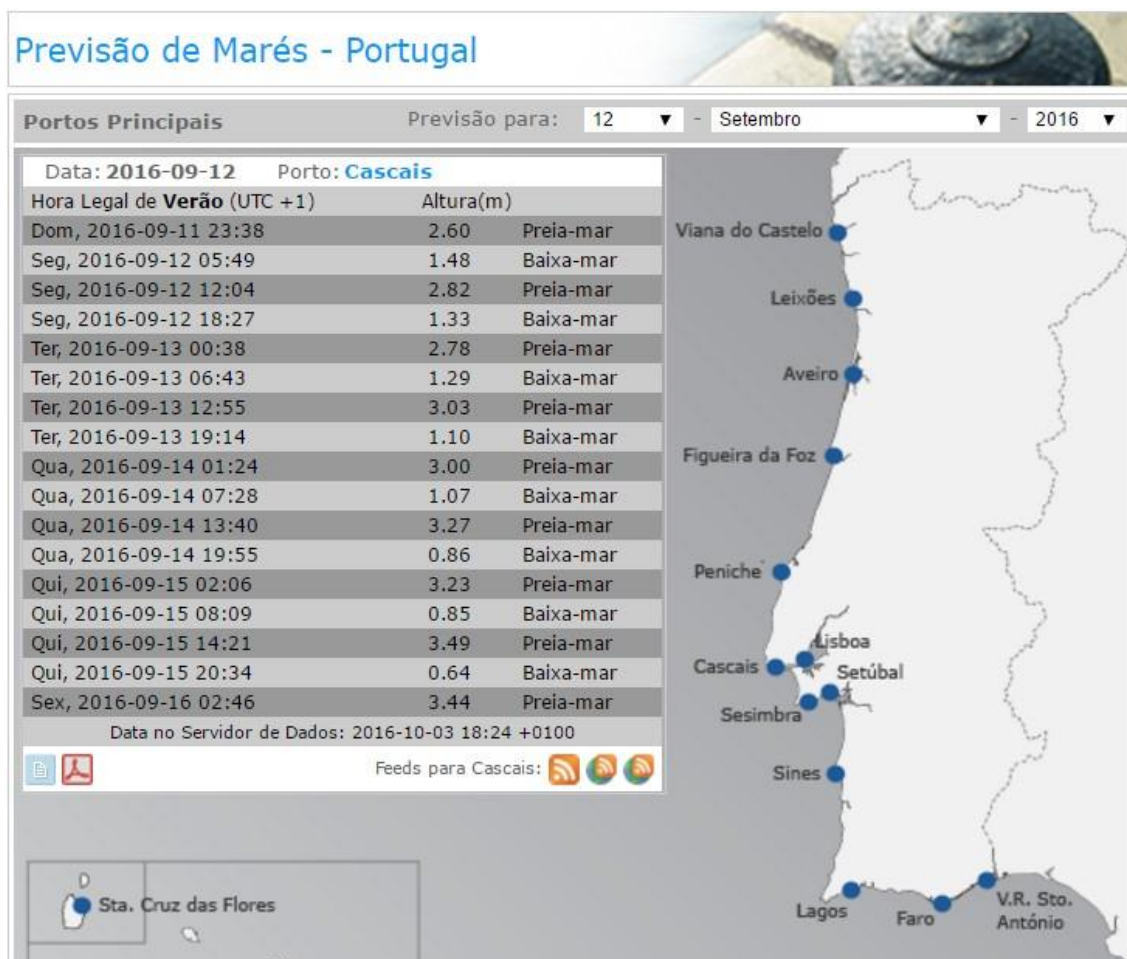 Previsão de Marés - Portugal
Portos Principais Previsão para: 12 - Setembro - 2016
Data: 2016-09-12 Porto: Cascais
Hora Legal de Verão (UTC +1) Altura(m)
Dom, 2016-09-11 23:38 2.60 Preia-mar
Seg, 2016-09-12 05:49 1.48 Baixa-mar
Seg, 2016-09-12 12:04 2.82 Preia-mar
Seg, 2016-09-12 18:27 1.33 Baixa-mar
Ter, 2016-09-13 00:38 2.78 Preia-mar
Ter, 2016-09-13 06:43 1.29 Baixa-mar
Ter, 2016-09-13 12:55 3.03 Preia-mar
Ter, 2016-09-13 19:14 1.10 Baixa-mar
Qua, 2016-09-14 01:24 3.00 Preia-mar
Qua, 2016-09-14 07:28 1.07 Baixa-mar
Qua, 2016-09-14 13:40 3.27 Preia-mar
Qua, 2016-09-14 19:55 0.86 Baixa-mar
Qui, 2016-09-15 02:06 3.23 Preia-mar
Qui, 2016-09-15 08:09 0.85 Baixa-mar
Qui, 2016-09-15 14:21 3.49 Preia-mar
Qui, 2016-09-15 20:34 0.64 Baixa-mar
Sex, 2016-09-16 02:46 3.44 Preia-mar
Data no Servidor de Dados: 2016-10-03 18:24 +0100
Feeds para Cascais:
Viana do Castelo
Leixões
Aveiro
Figueira da Foz
Peniche
Lisboa
Cascais
Setúbal
Sesimbra
Sines
Lagos
Faro
V.R. Sto.
António
Sta. Cruz das Flores